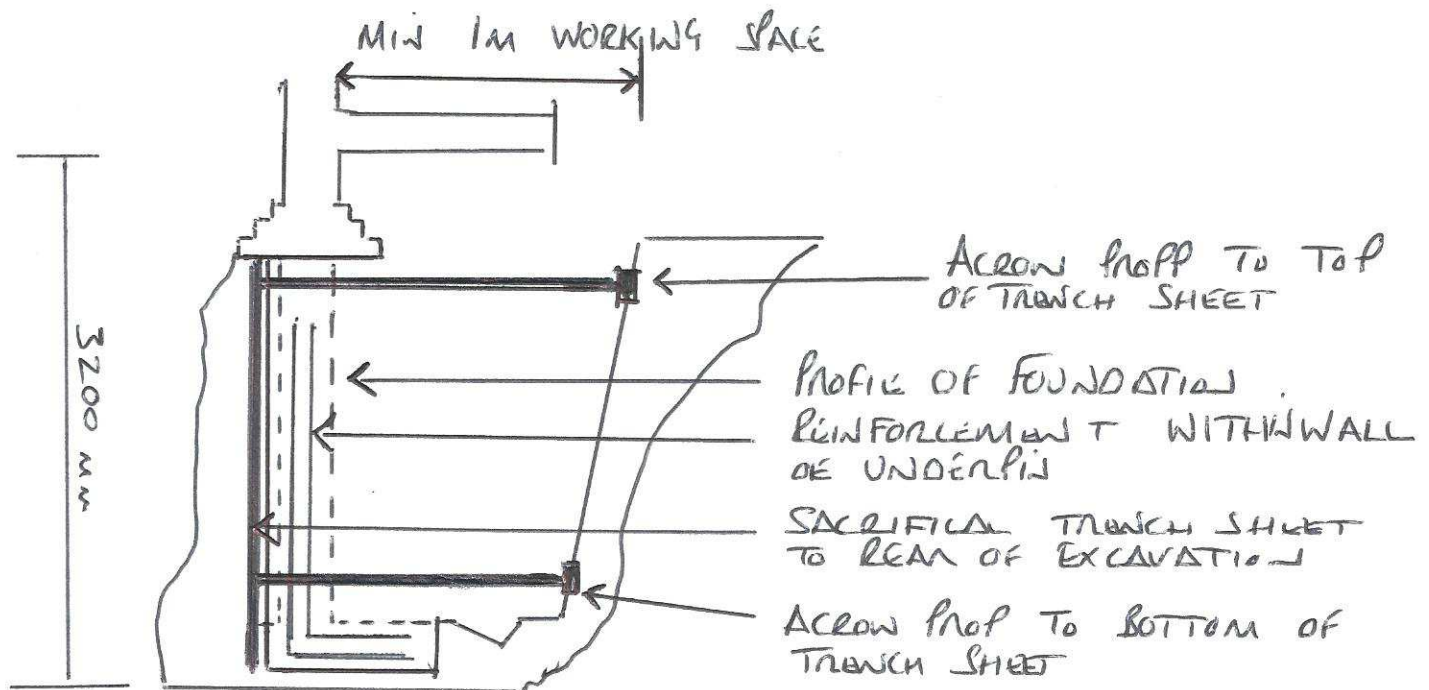 MIN 1M WORKING SPACE
3200 MM
ACROW PROPP TO TOP
OF TRENCH SHEET
PROFILE OF FOUNDATION.
REINFORCEMENT WITHIN WALL
OF UNDERPIN
SACRIFICAL TRENCH SHEET
TO REAR OF EXCAVATION
ACROW PROP TO BOTTOM OF
TRENCH SHEET